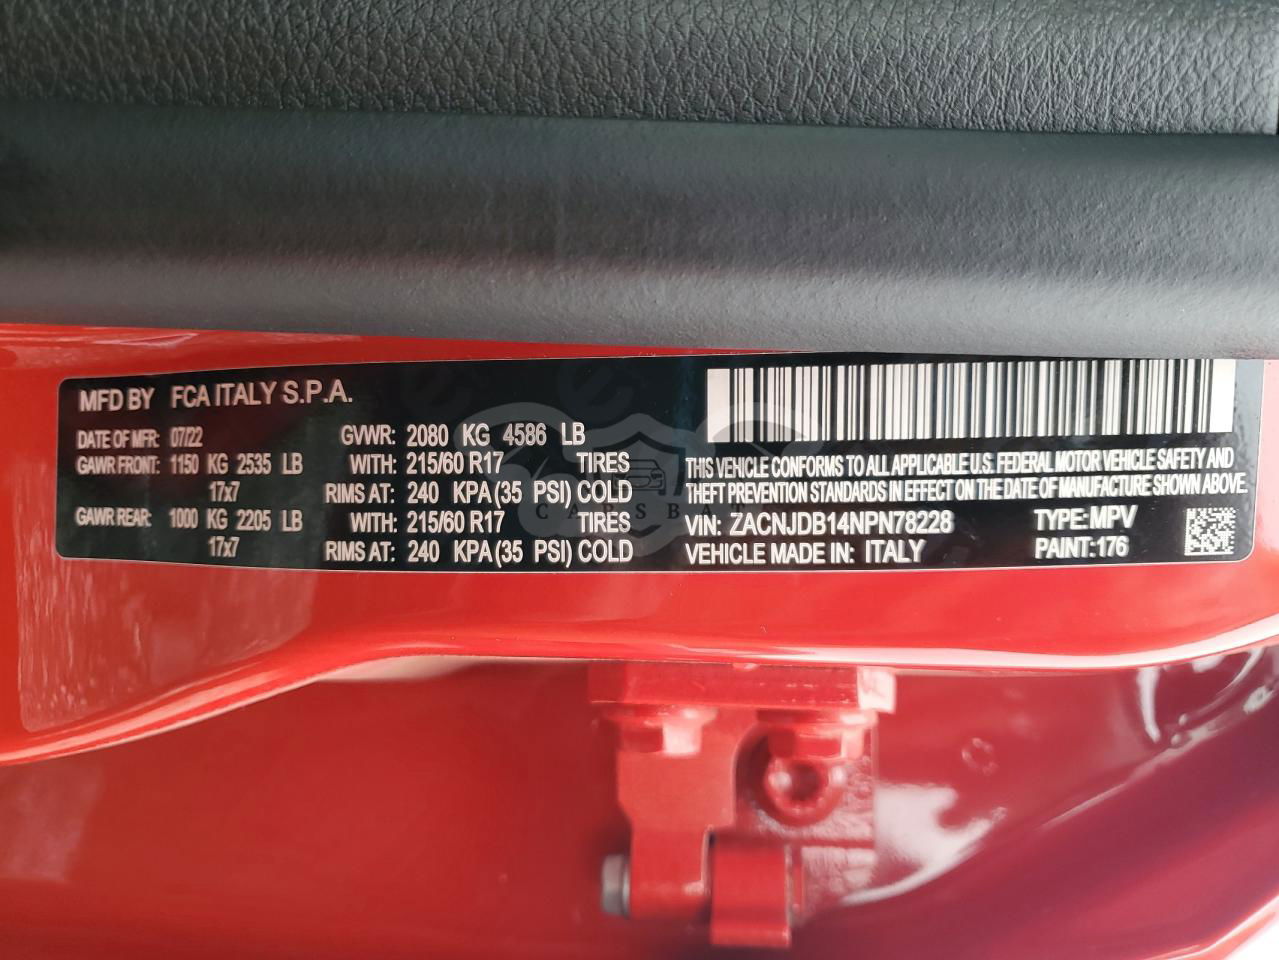 MFD BY FCA ITALY S.P.A.
DATE OF MFR: 07/22 GVWR: 2080 KG 4586 LB
GAWR FRONT: 1150 KG 2535 LB WITH: 215/60 R17 TIRES
17x7 RIMS AT: 240 KPA (35 PSI) COLD
GAWR REAR: 1000 KG 2205 LB WITH: 215/60 R17 TIRES
17x7 RIMS AT: 240 KPA (35 PSI) COLD
THIS VEHICLE CONFORMS TO ALL APPLICABLE U.S. FEDERAL MOTOR VEHICLE SAFETY AND
THEFT PREVENTION STANDARDS IN EFFECT ON THE DATE OF MANUFACTURE SHOWN ABOVE.
VIN: ZACNJDB14NPN78228 TYPE: MPV
VEHICLE MADE IN: ITALY PAINT: 176